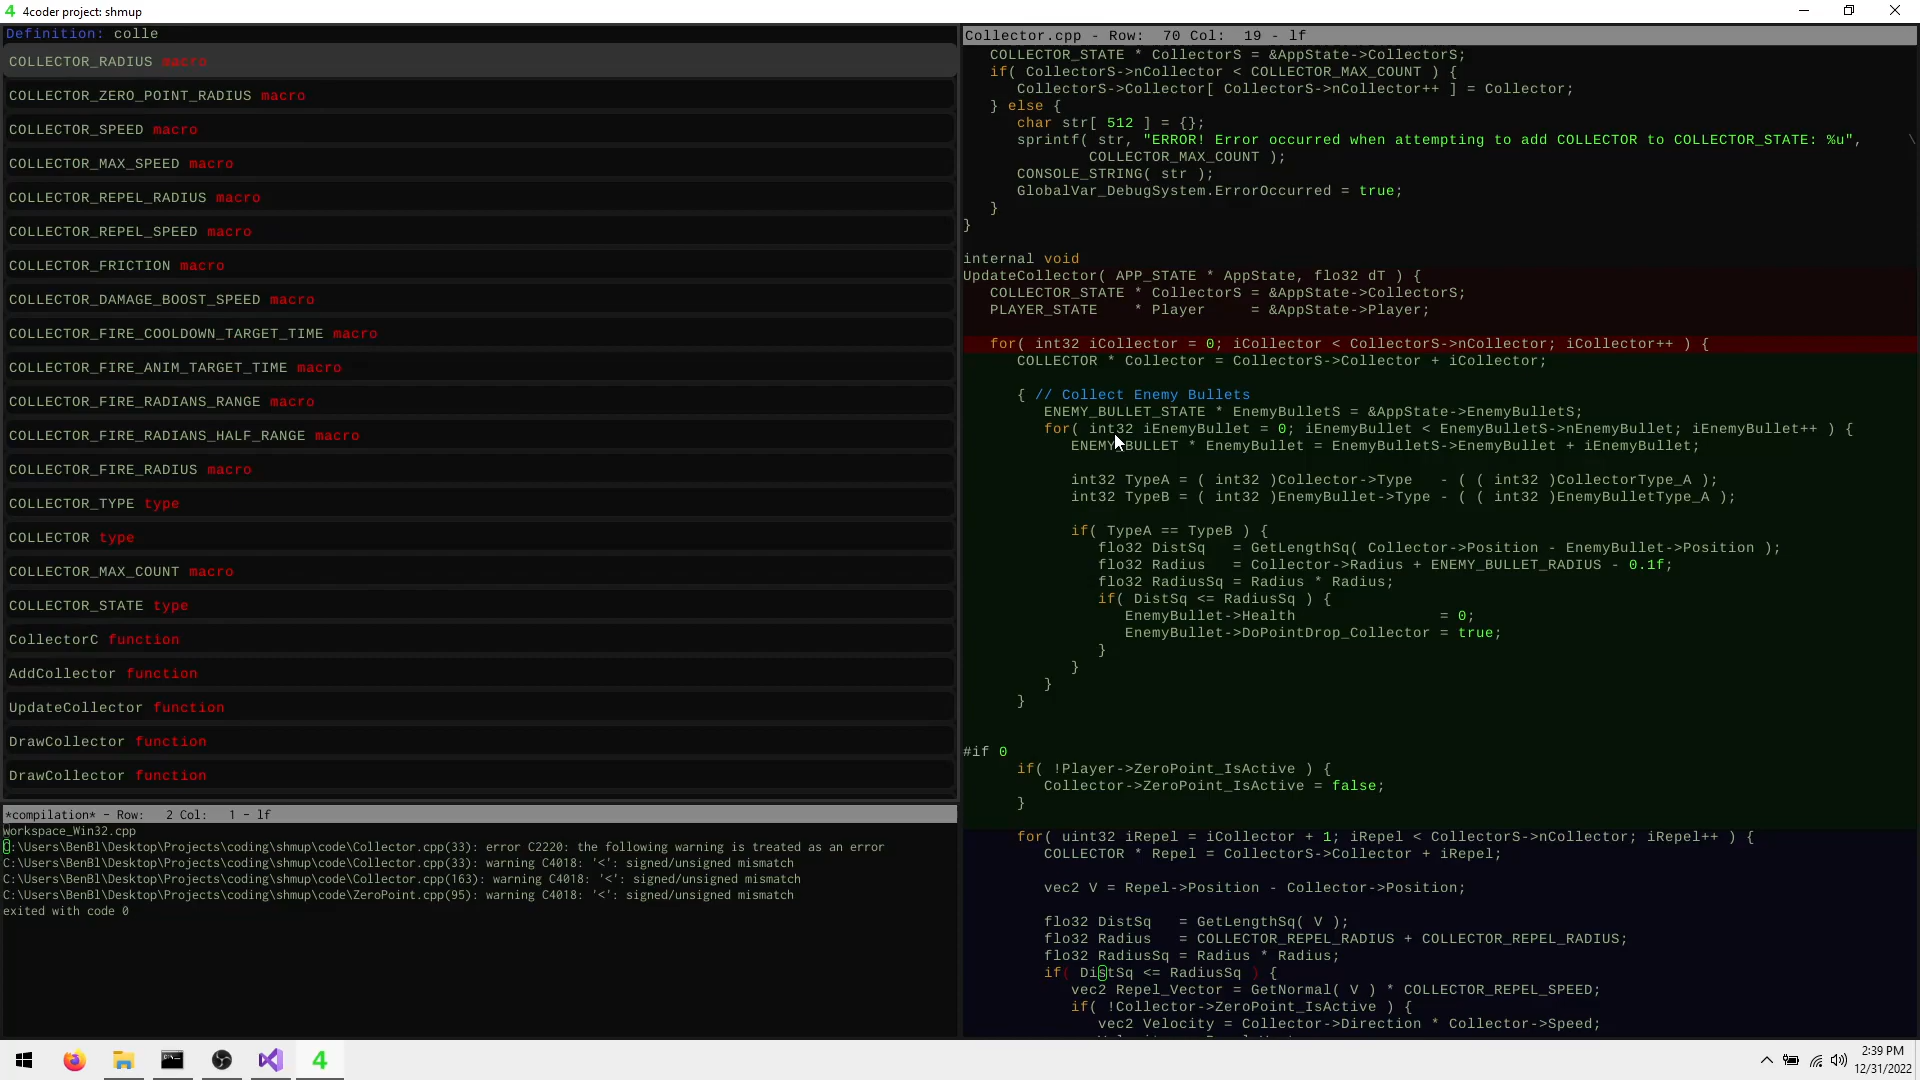 4 4coder project: shmup
Definition: colle
COLLECTOR_RADIUS macro
COLLECTOR_ZERO_POINT_RADIUS macro
COLLECTOR_SPEED macro
COLLECTOR_MAX_SPEED macro
COLLECTOR_REPEL_RADIUS macro
COLLECTOR_REPEL_SPEED macro
COLLECTOR_FRICTION macro
COLLECTOR_DAMAGE_BOOST_SPEED macro
COLLECTOR_FIRE_COOLDOWN_TARGET_TIME macro
COLLECTOR_FIRE_ANIM_TARGET_TIME macro
COLLECTOR_FIRE_RADIANS_RANGE macro
COLLECTOR_FIRE_RADIANS_HALF_RANGE macro
COLLECTOR_FIRE_RADIUS macro
COLLECTOR_TYPE type
COLLECTOR type
COLLECTOR_MAX_COUNT macro
COLLECTOR_STATE type
CollectorC function
AddCollector function
UpdateCollector function
DrawCollector function
DrawCollector function
*compilation* - Row:   2 Col:   1 - lf
Workspace_Win32.cpp
C:\Users\BenBl\Desktop\Projects\coding\shmup\code\Collector.cpp(33): error C2220: the following warning is treated as an error
C:\Users\BenBl\Desktop\Projects\coding\shmup\code\Collector.cpp(33): warning C4018: '<': signed/unsigned mismatch
C:\Users\BenBl\Desktop\Projects\coding\shmup\code\Collector.cpp(163): warning C4018: '<': signed/unsigned mismatch
C:\Users\BenBl\Desktop\Projects\coding\shmup\code\ZeroPoint.cpp(95): warning C4018: '<': signed/unsigned mismatch
exited with code 0
Collector.cpp - Row:  70 Col:  19 - lf
COLLECTOR_STATE * CollectorS = &AppState->CollectorS;
if( CollectorS->nCollector < COLLECTOR_MAX_COUNT ) {
CollectorS->Collector[ CollectorS->nCollector++ ] = Collector;
} else {
char str[ 512 ] = {};
sprintf( str, "ERROR! Error occurred when attempting to add COLLECTOR to COLLECTOR_STATE: %u", \
COLLECTOR_MAX_COUNT );
CONSOLE_STRING( str );
GlobalVar_DebugSystem.ErrorOccurred = true;
}
}
internal void
UpdateCollector( APP_STATE * AppState, flo32 dT ) {
COLLECTOR_STATE * CollectorS = &AppState->CollectorS;
PLAYER_STATE    * Player     = &AppState->Player;
for( int32 iCollector = 0; iCollector < CollectorS->nCollector; iCollector++ ) {
COLLECTOR * Collector = CollectorS->Collector + iCollector;
{ // Collect Enemy Bullets
ENEMY_BULLET_STATE * EnemyBulletS = &AppState->EnemyBulletS;
for( int32 iEnemyBullet = 0; iEnemyBullet < EnemyBulletS->nEnemyBullet; iEnemyBullet++ ) {
ENEMY_BULLET * EnemyBullet = EnemyBulletS->EnemyBullet + iEnemyBullet;
int32 TypeA = ( int32 )Collector->Type   - ( ( int32 )CollectorType_A );
int32 TypeB = ( int32 )EnemyBullet->Type - ( ( int32 )EnemyBulletType_A );
if( TypeA == TypeB ) {
flo32 DistSq   = GetLengthSq( Collector->Position - EnemyBullet->Position );
flo32 Radius   = Collector->Radius + ENEMY_BULLET_RADIUS - 0.1f;
flo32 RadiusSq = Radius * Radius;
if( DistSq <= RadiusSq ) {
EnemyBullet->Health                = 0;
EnemyBullet->DoPointDrop_Collector = true;
}
}
}
}
#if 0
if( !Player->ZeroPoint_IsActive ) {
Collector->ZeroPoint_IsActive = false;
}
for( uint32 iRepel = iCollector + 1; iRepel < CollectorS->nCollector; iRepel++ ) {
COLLECTOR * Repel = CollectorS->Collector + iRepel;
vec2 V = Repel->Position - Collector->Position;
flo32 DistSq   = GetLengthSq( V );
flo32 Radius   = COLLECTOR_REPEL_RADIUS + COLLECTOR_REPEL_RADIUS;
flo32 RadiusSq = Radius * Radius;
if( DistSq <= RadiusSq ) {
vec2 Repel_Vector = GetNormal( V ) * COLLECTOR_REPEL_SPEED;
if( !Collector->ZeroPoint_IsActive ) {
vec2 Velocity = Collector->Direction * Collector->Speed;
4
2:39 PM
12/31/2022